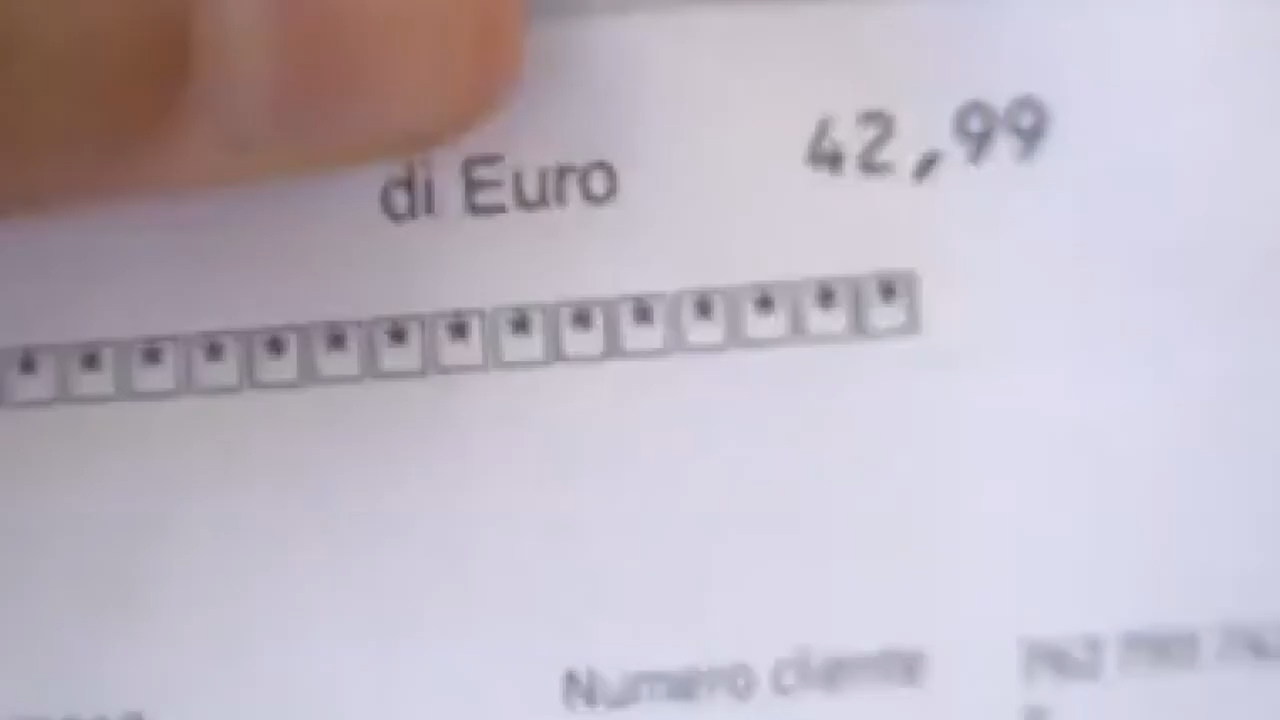 di Euro 42,99
* * * * * * * * * * * * * * *
Numero cliente